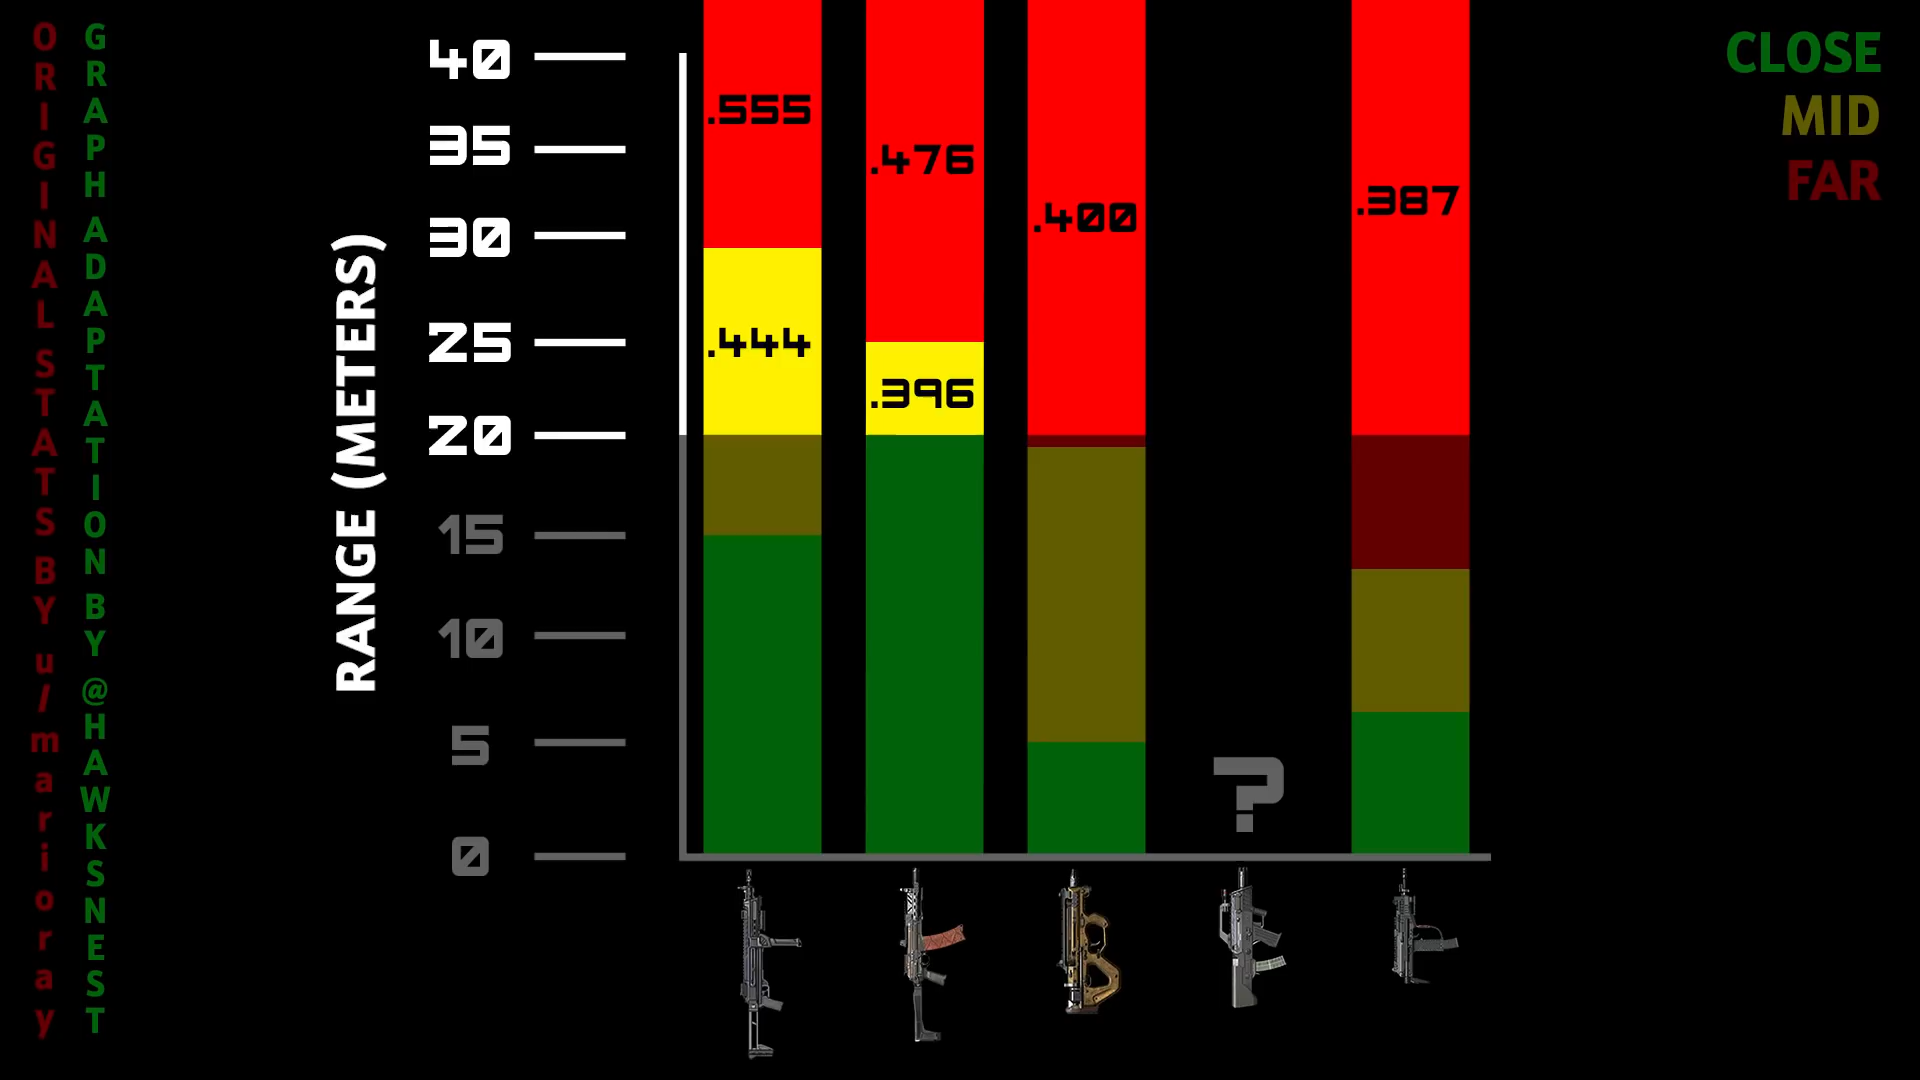 ORIGINAL STATS BY u/marioray
GRAPH ADAPTATION BY @HAWKSNEST
RANGE (METERS)
40
35
30
25
20
15
10
5
0
.555
.444
.476
.396
.400
?
.387
CLOSE
MID
FAR